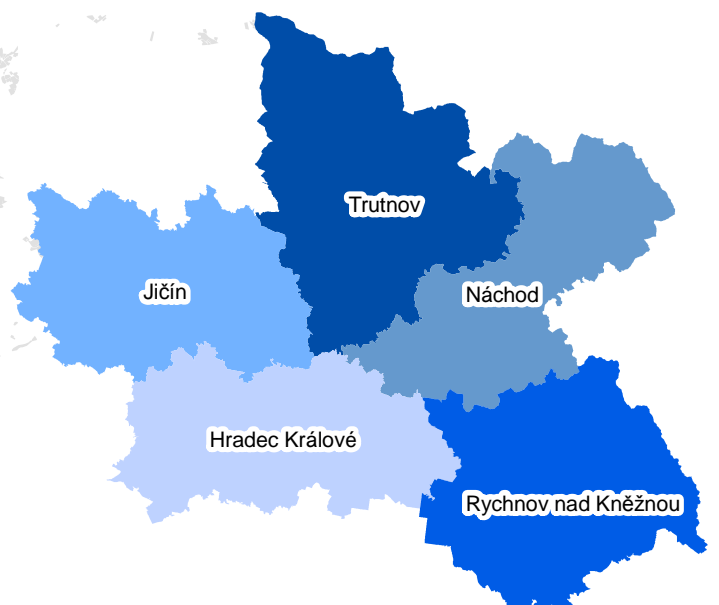 Trutnov
Jičín
Náchod
Hradec Králové
Rychnov nad Kněžnou